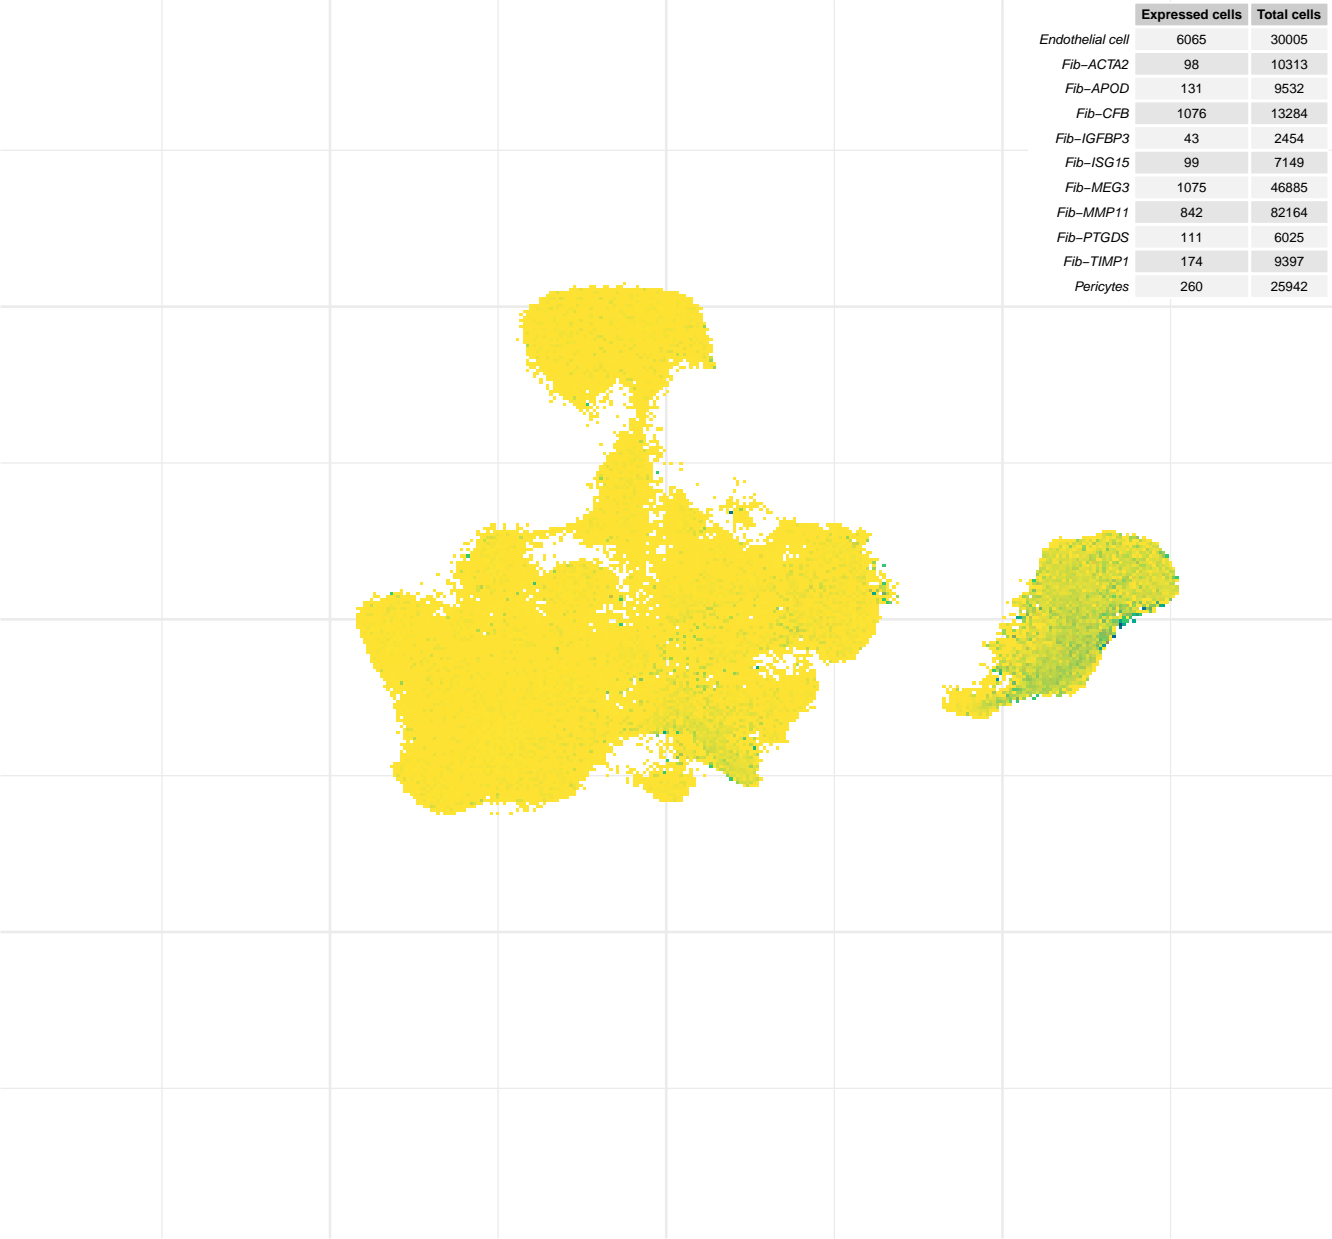 Expressed cells Total cells
Endothelial cell 6065 30005
Fib−ACTA2 98 10313
Fib−APOD 131 9532
Fib−CFB 1076 13284
Fib−IGFBP3 43 2454
Fib−ISG15 99 7149
Fib−MEG3 1075 46885
Fib−MMP11 842 82164
Fib−PTGDS 111 6025
Fib−TIMP1 174 9397
Pericytes 260 25942